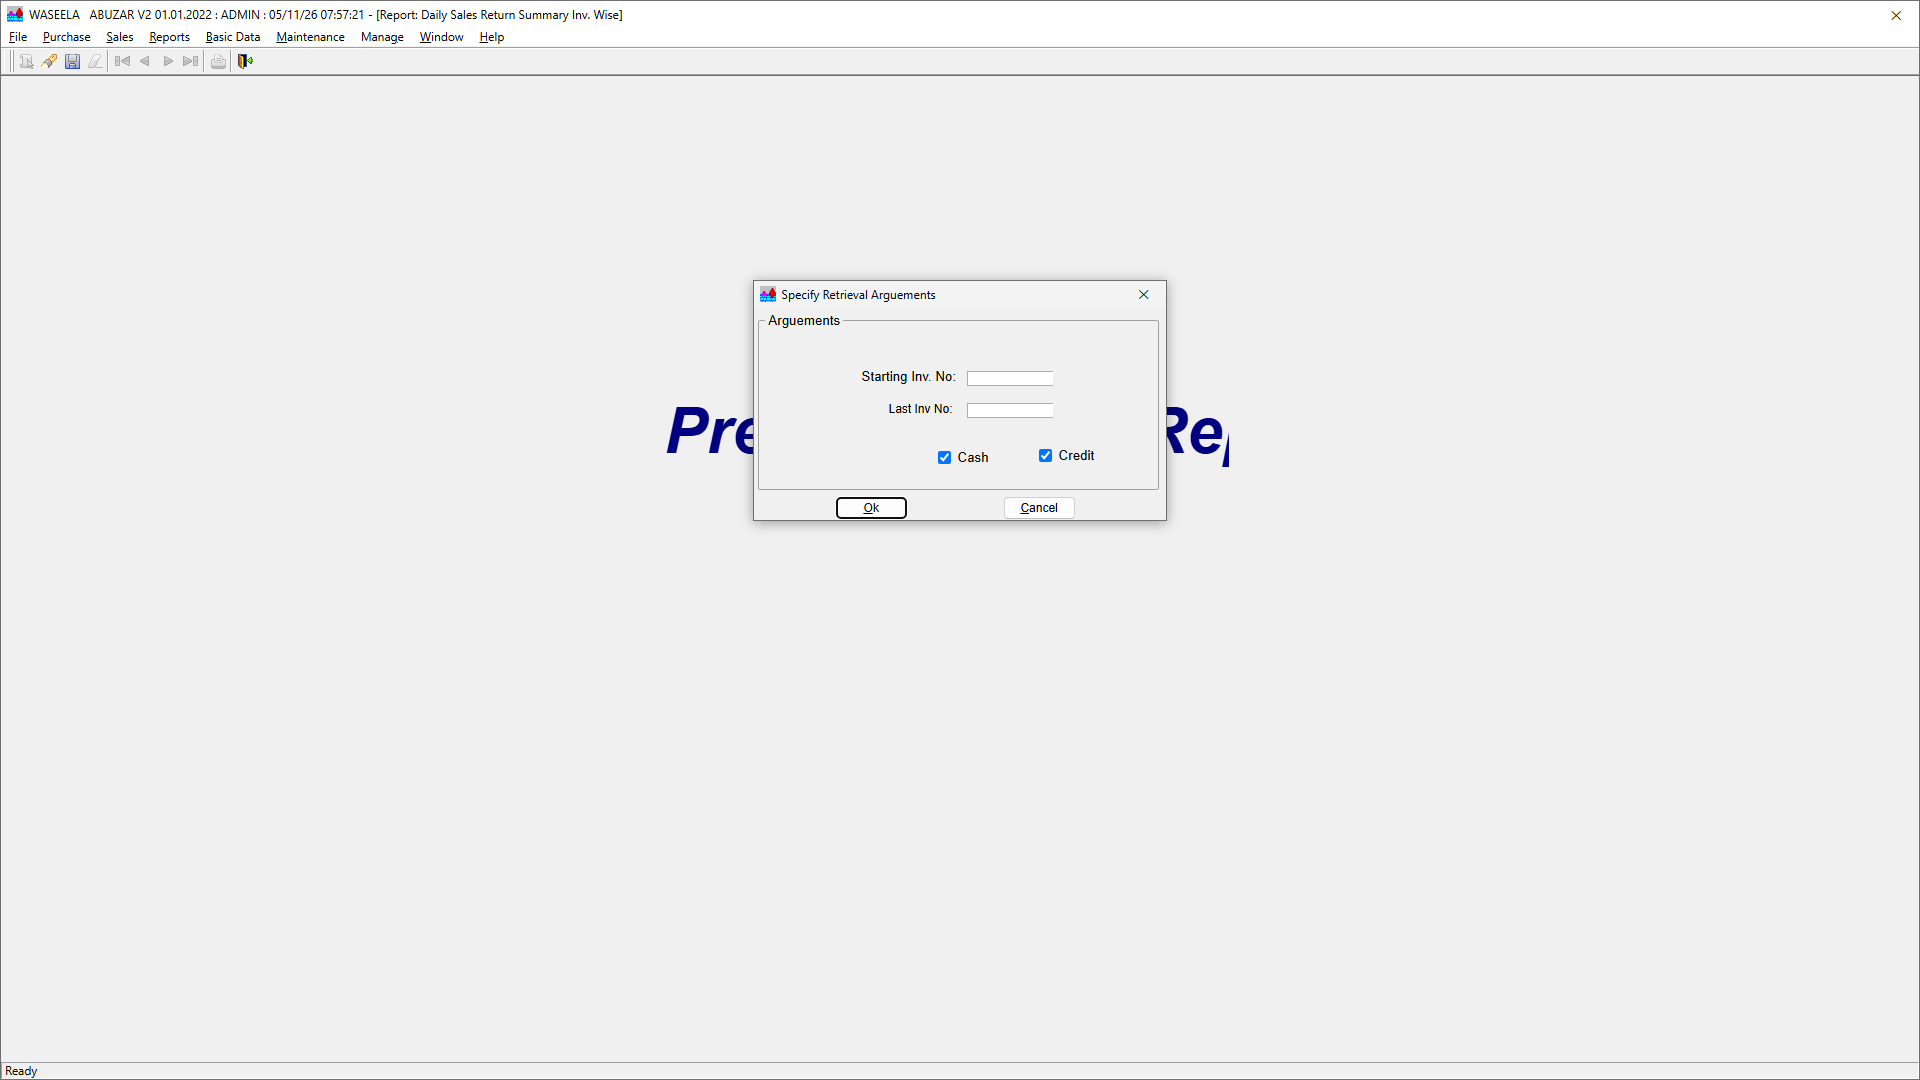 WASEELA   ABUZAR V2 01.01.2022 : ADMIN : 05/11/26 07:57:21 - [Report: Daily Sales Return Summary Inv. Wise]
File Purchase Sales Reports Basic Data Maintenance Manage Window Help
Specify Retrieval Arguements
Arguements
Starting Inv. No:
Last Inv No:
Pre
Rep
Cash Credit
Ok Cancel
Ready